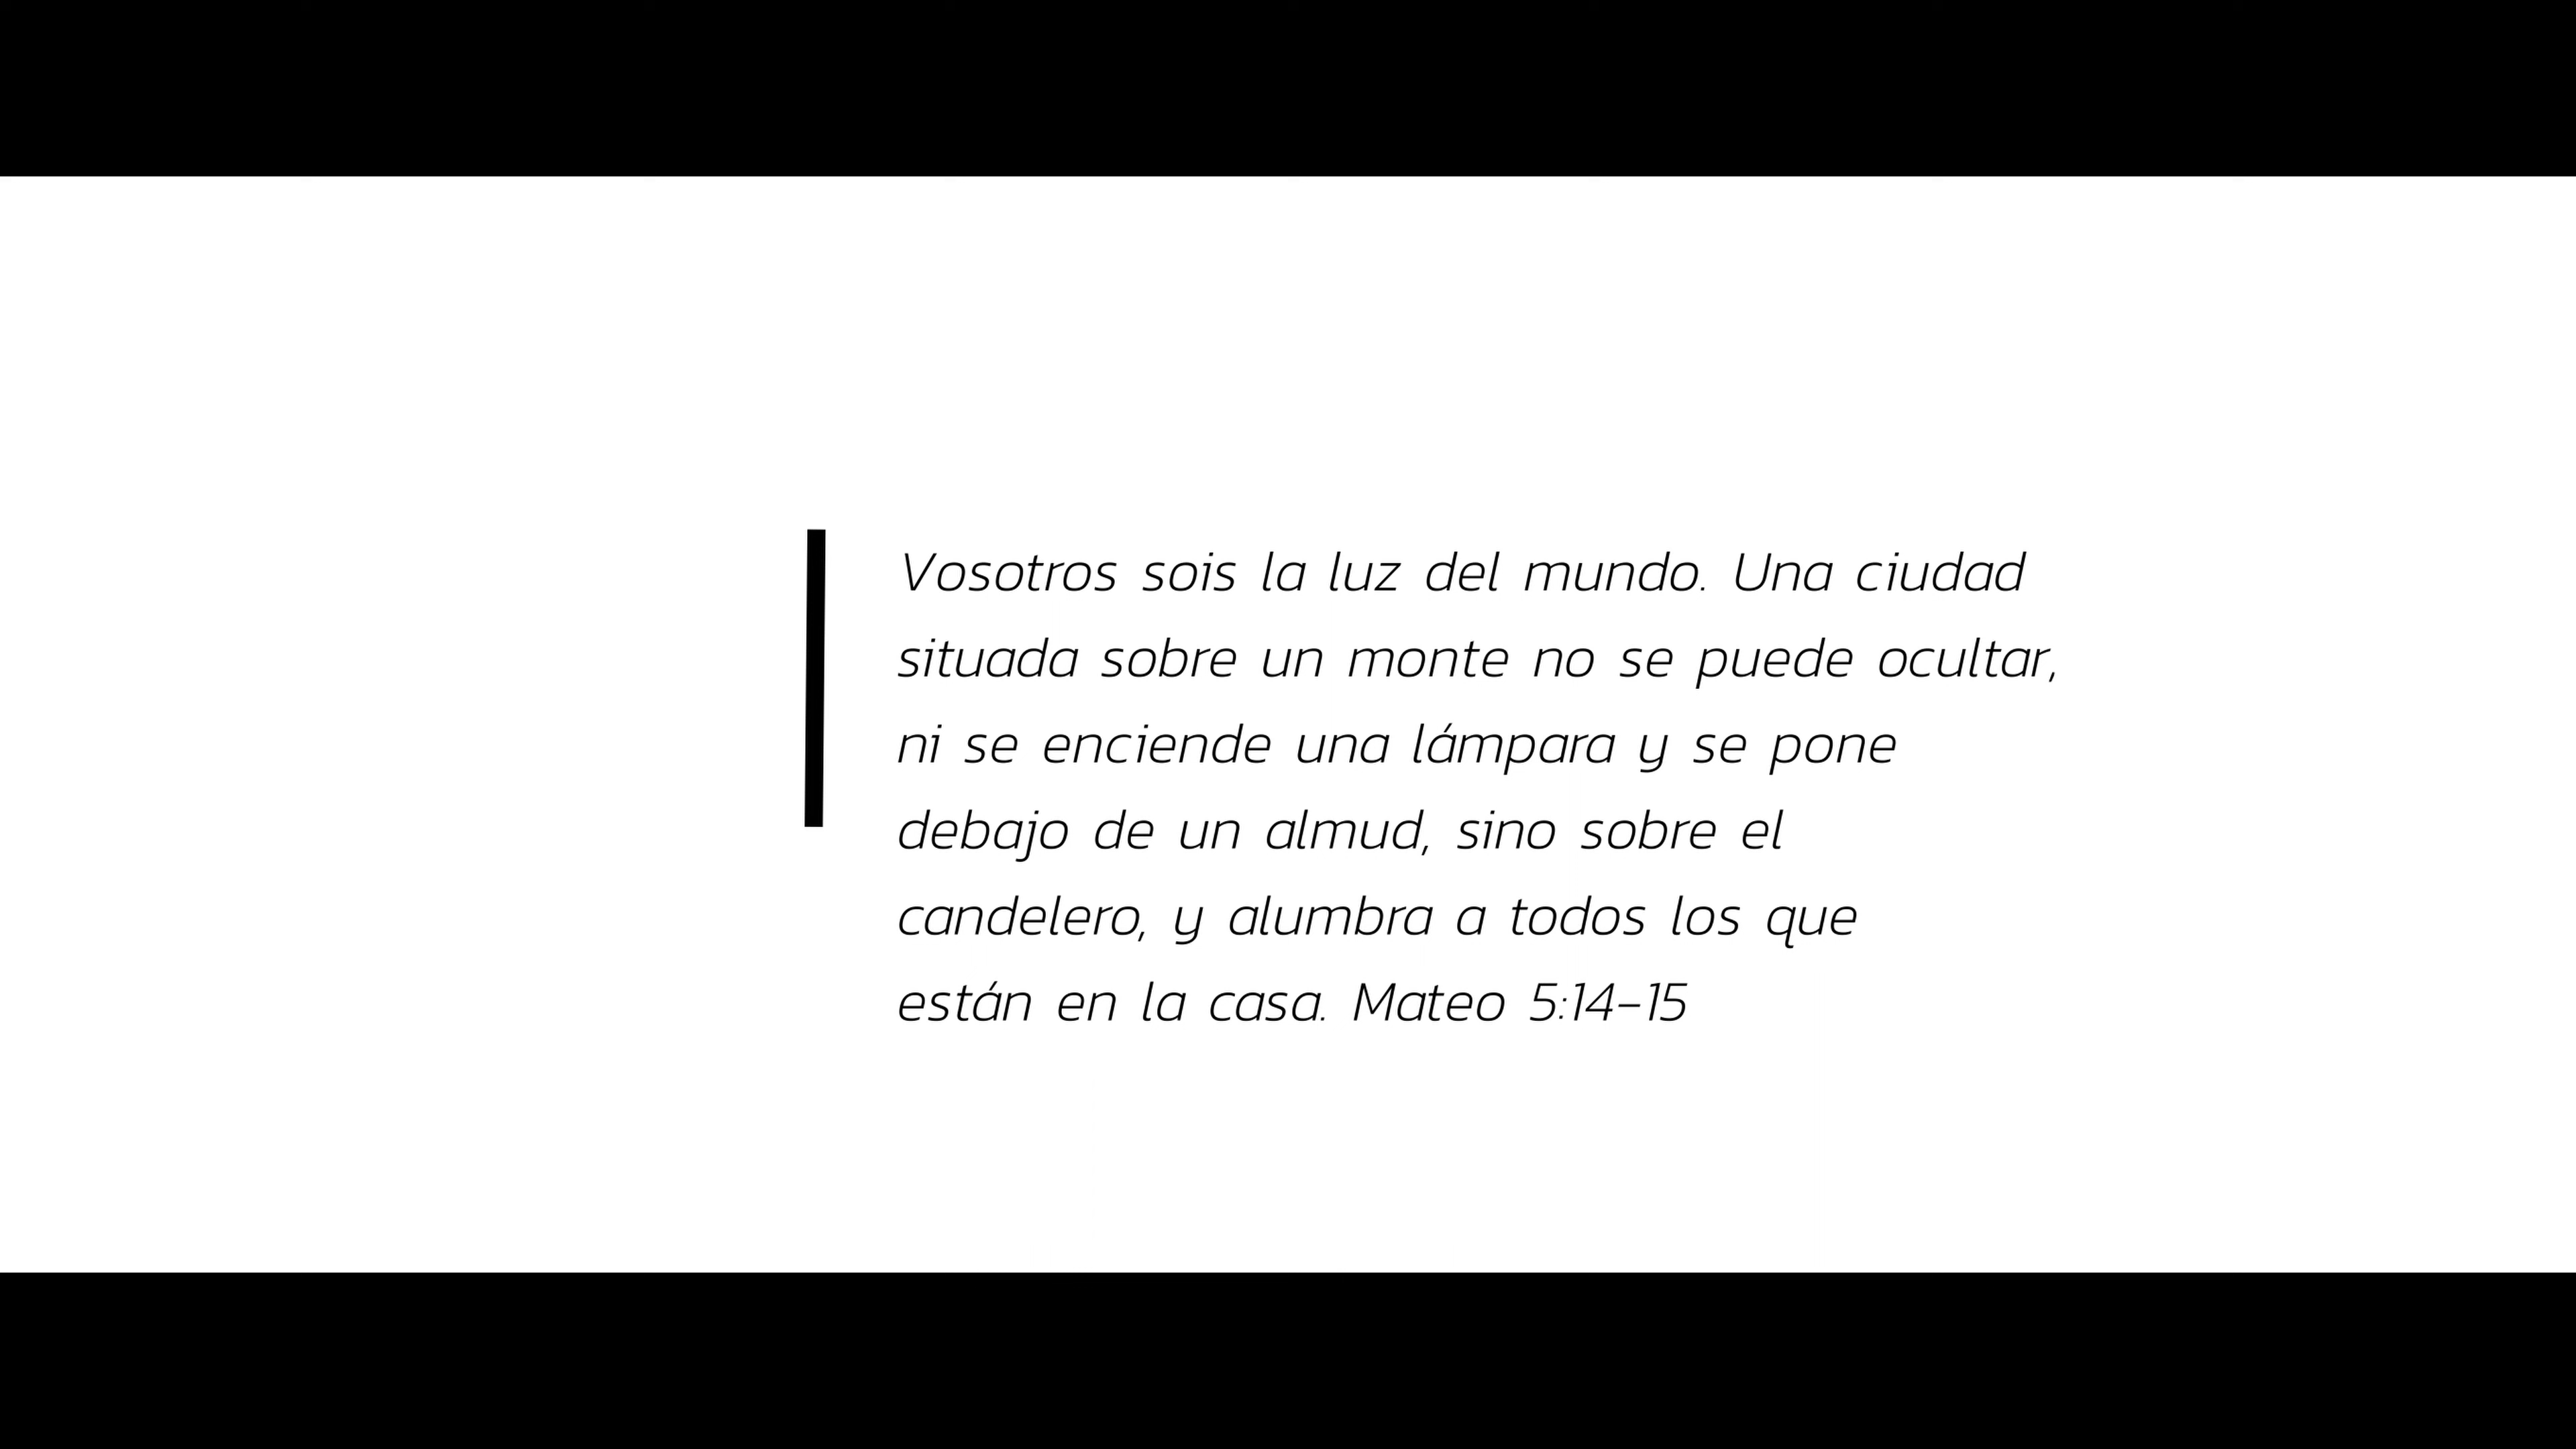 Vosotros sois la luz del mundo. Una ciudad
situada sobre un monte no se puede ocultar,
ni se enciende una lámpara y se pone
debajo de un almud, sino sobre el
candelero, y alumbra a todos los que
están en la casa. Mateo 5:14-15